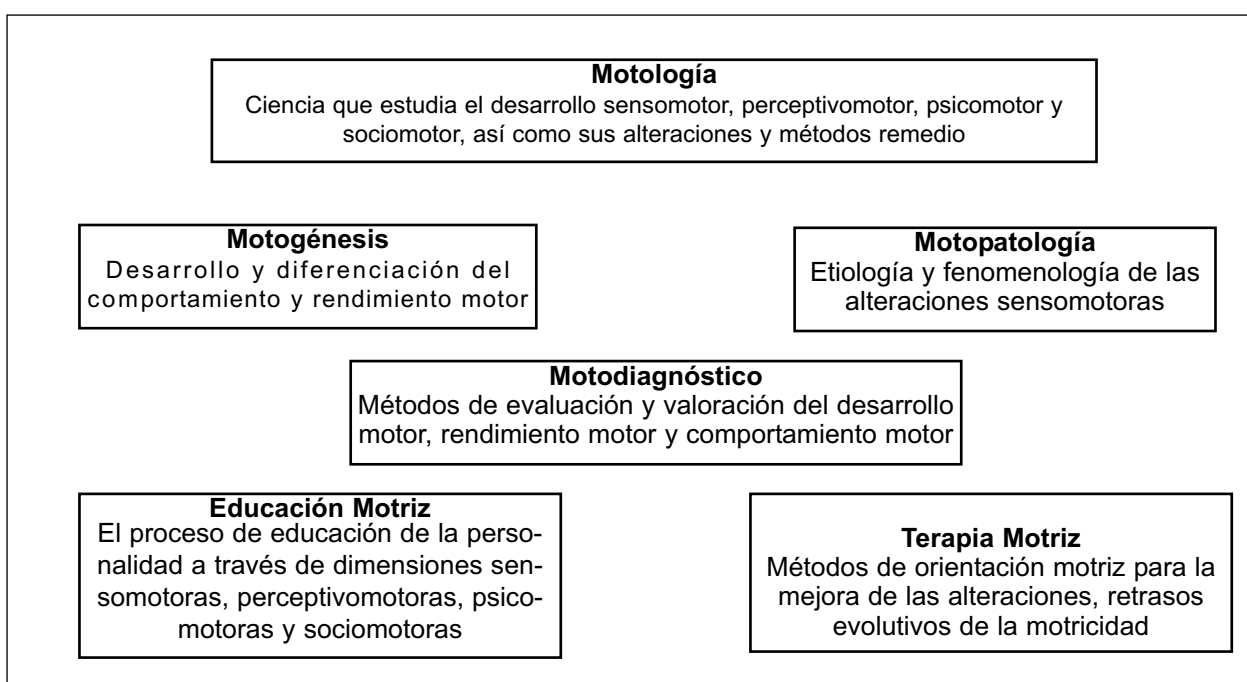 Motología
Ciencia que estudia el desarrollo sensomotor, perceptivomotor, psicomotor y
sociomotor, así como sus alteraciones y métodos remedio
Motogénesis
Desarrollo y diferenciación del
comportamiento y rendimiento motor
Motopatología
Etiología y fenomenología de las
alteraciones sensomotoras
Motodiagnóstico
Métodos de evaluación y valoración del desarrollo
motor, rendimiento motor y comportamiento motor
Educación Motriz
El proceso de educación de la perso-
nalidad a través de dimensiones sen-
somotoras, perceptivomotoras, psico-
motoras y sociomotoras
Terapia Motriz
Métodos de orientación motriz para la
mejora de las alteraciones, retrasos
evolutivos de la motricidad